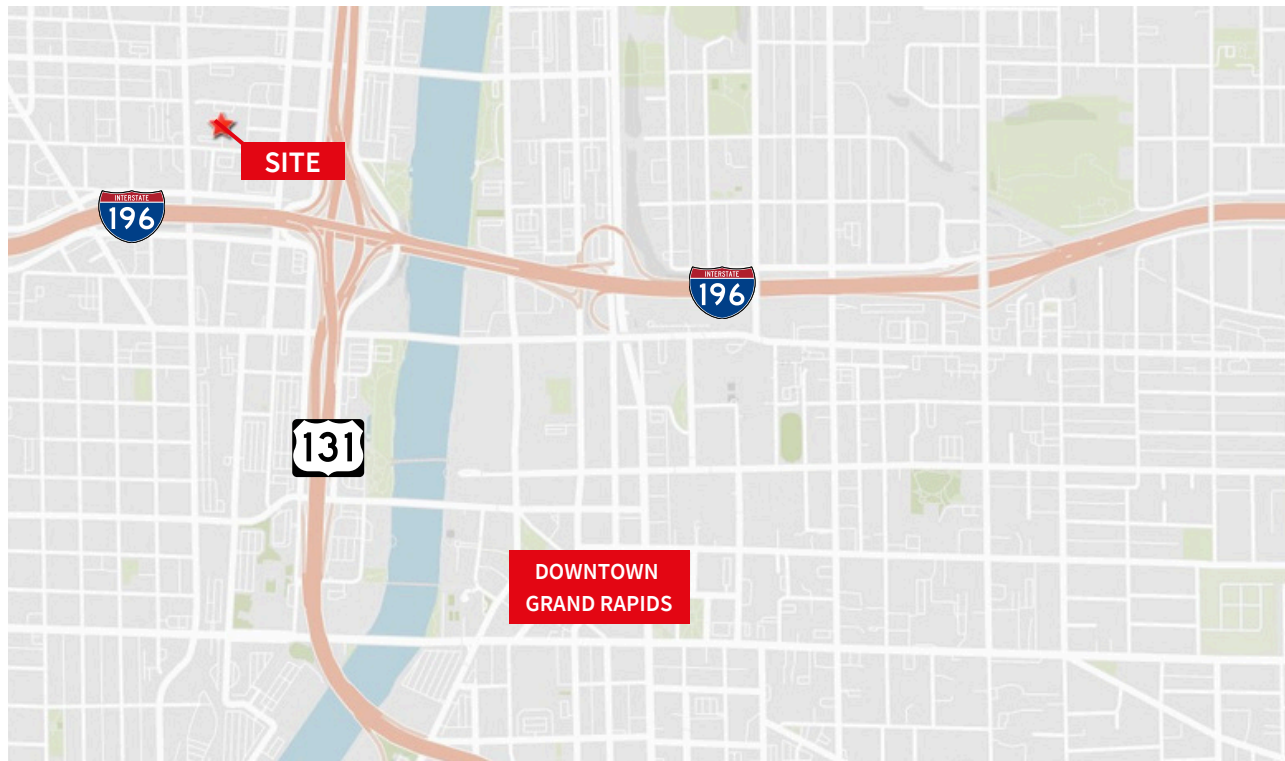 SITE
INTERSTATE
196
INTERSTATE
196
131
DOWNTOWN
GRAND RAPIDS